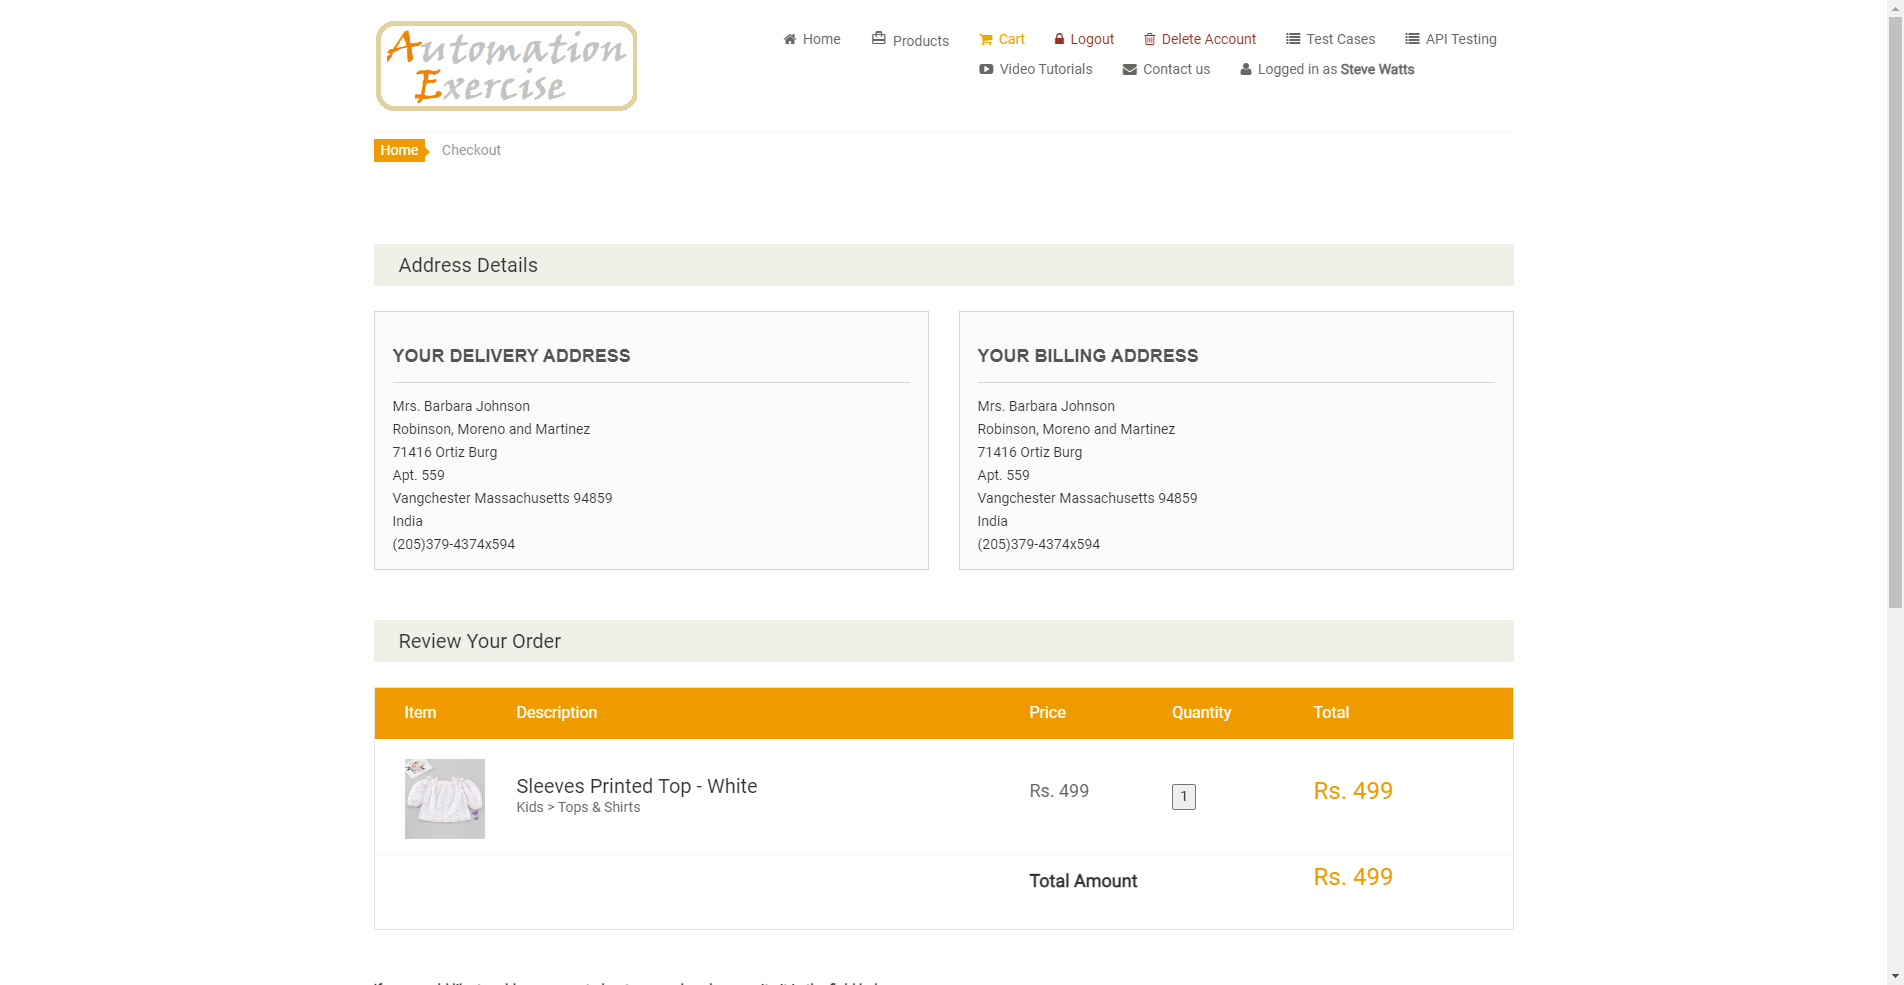 Automation
Exercise
Home
Products
Cart
Logout
Delete Account
Test Cases
API Testing
Video Tutorials
Contact us
Logged in as Steve Watts
Home
Checkout
Address Details
YOUR DELIVERY ADDRESS
Mrs. Barbara Johnson
Robinson, Moreno and Martinez
71416 Ortiz Burg
Apt. 559
Vangchester Massachusetts 94859
India
(205)379-4374x594
YOUR BILLING ADDRESS
Mrs. Barbara Johnson
Robinson, Moreno and Martinez
71416 Ortiz Burg
Apt. 559
Vangchester Massachusetts 94859
India
(205)379-4374x594
Review Your Order
Item Description Price Quantity Total
Sleeves Printed Top - White
Kids > Tops & Shirts
Rs. 499
1
Rs. 499
Total Amount
Rs. 499